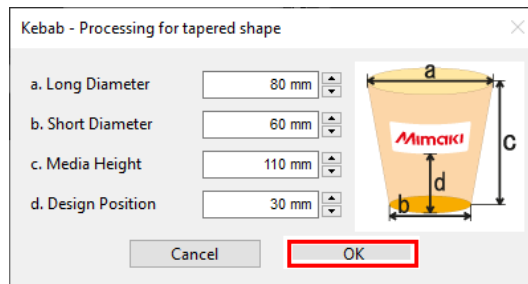 Kebab - Processing for tapered shape
a. Long Diameter 80 mm
b. Short Diameter 60 mm
c. Media Height 110 mm
d. Design Position 30 mm
a
Mimaki
c
d
b
Cancel OK